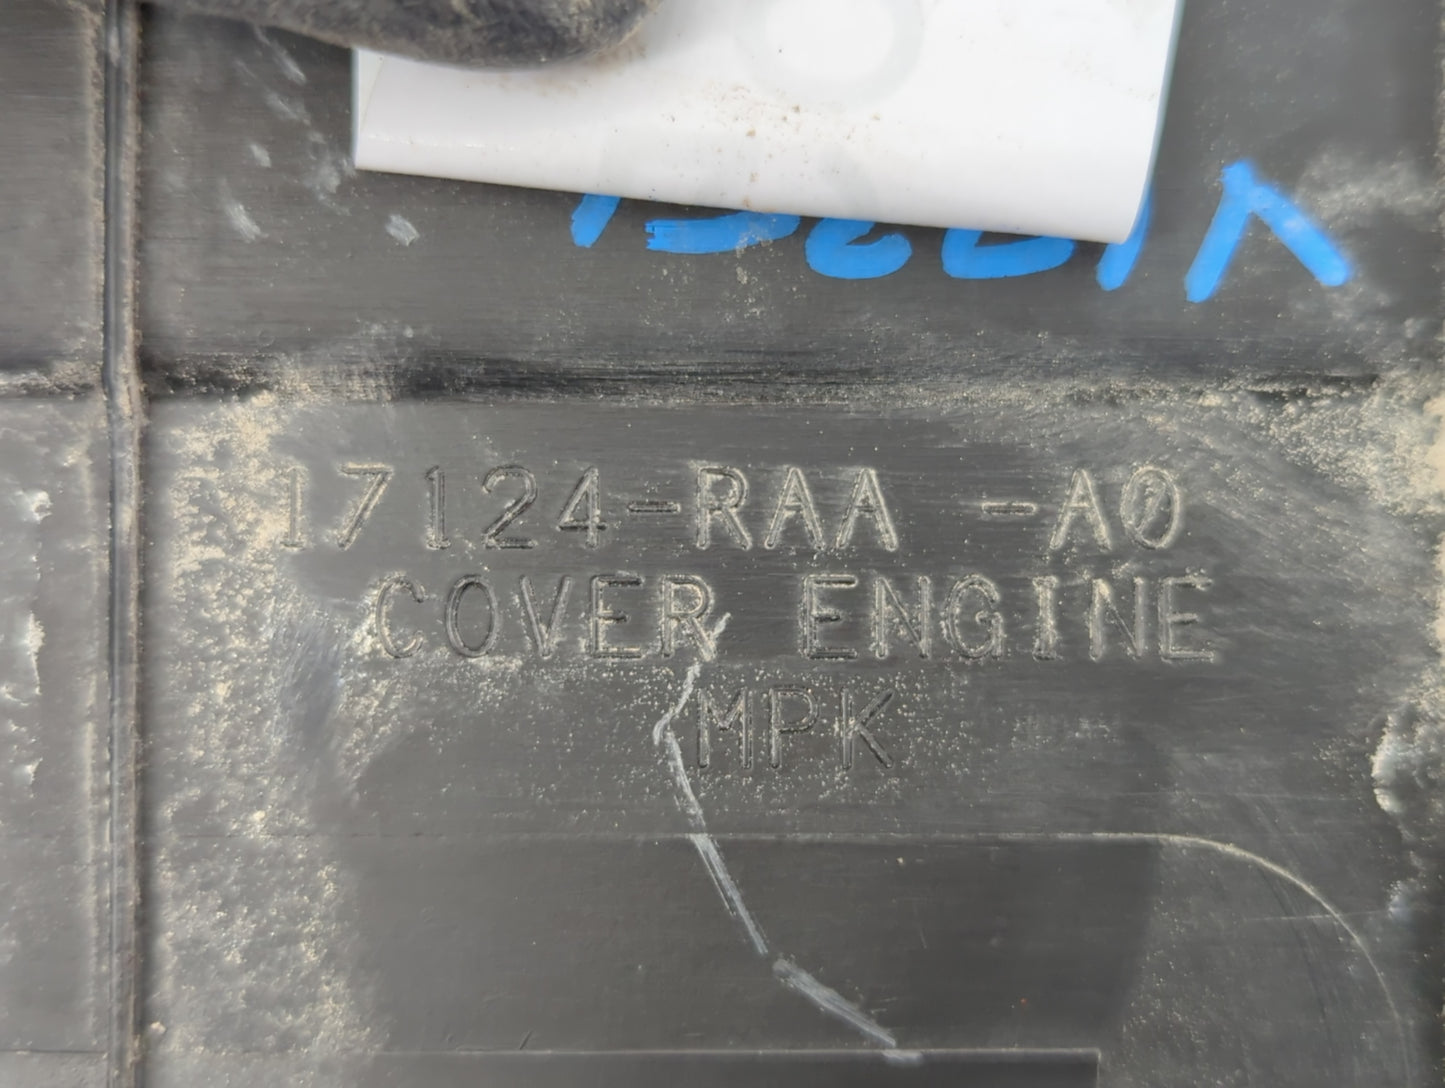 17124-RAA -A0
COVER ENGINE
MPK